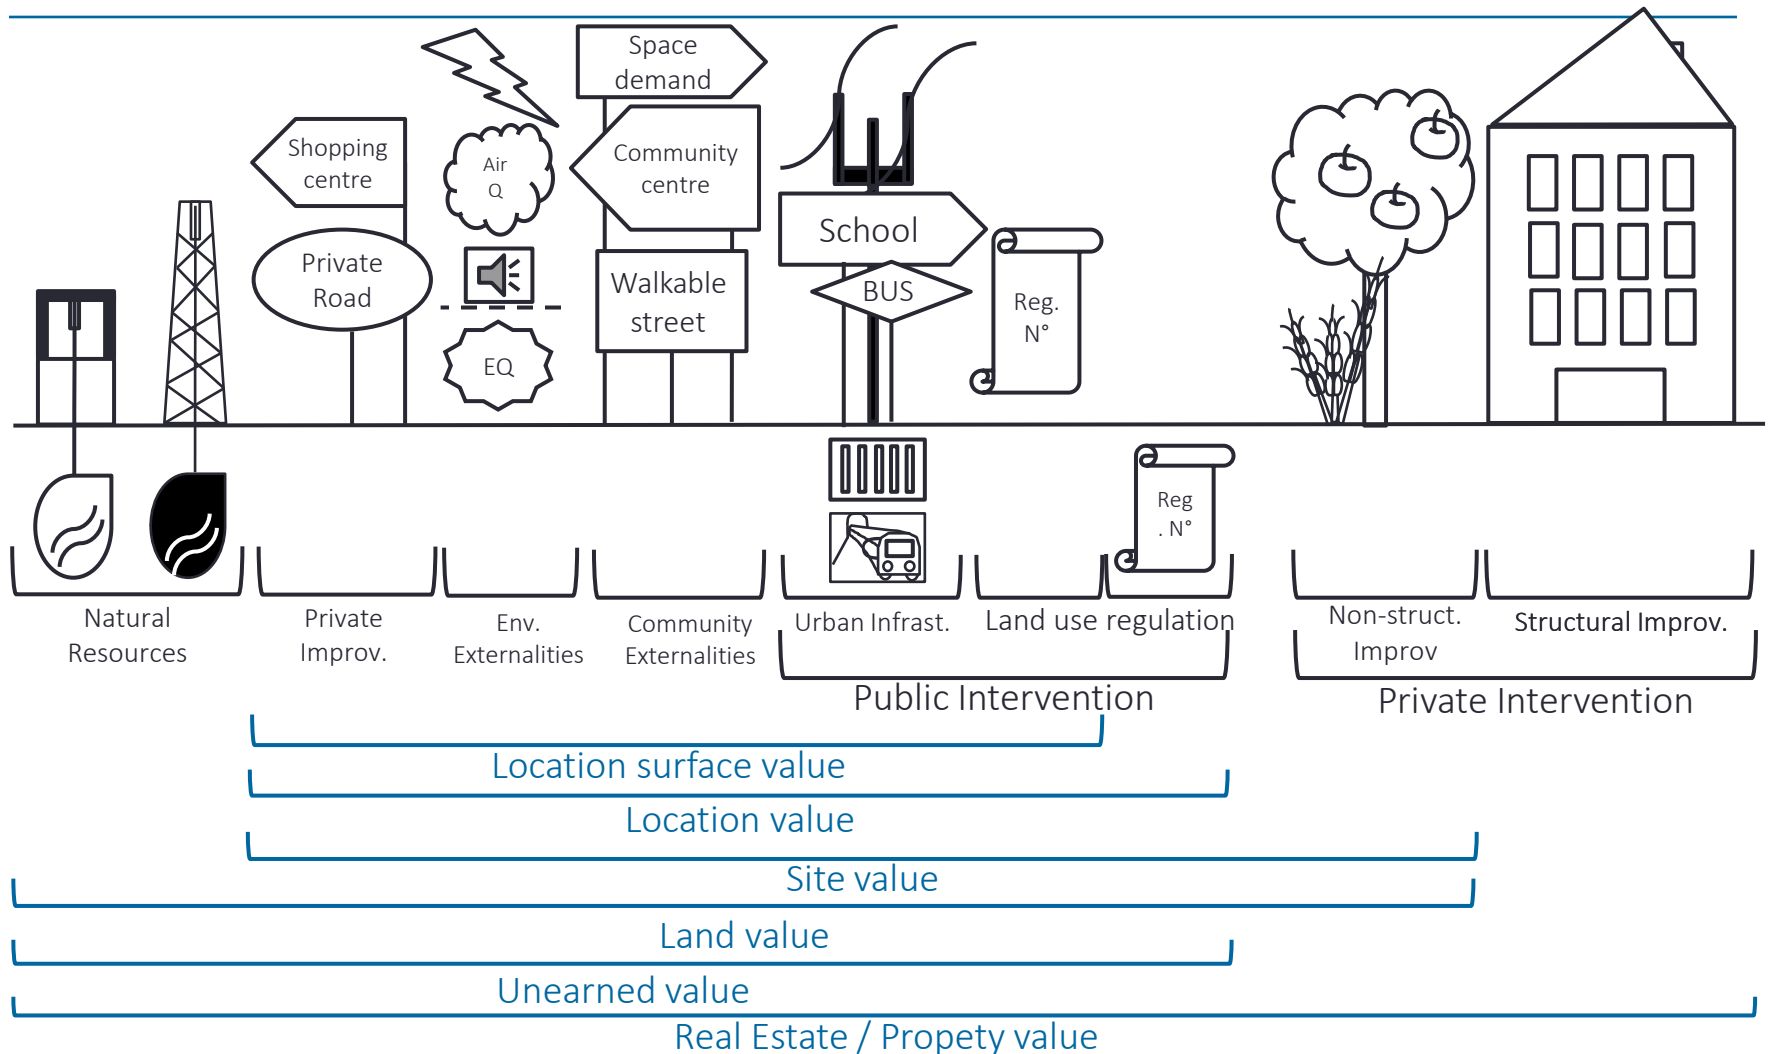 Space
demand
Shopping
centre
Air
Q
Community
centre
School
Private
Road
Walkable
street
BUS
Reg.
N°
EQ
Reg
. N°
Natural
Resources
Private
Improv.
Env.
Externalities
Community
Externalities
Urban Infrast.
Land use regulation
Non-struct.
Improv
Structural Improv.
Public Intervention
Private Intervention
Location surface value
Location value
Site value
Land value
Unearned value
Real Estate / Propety value